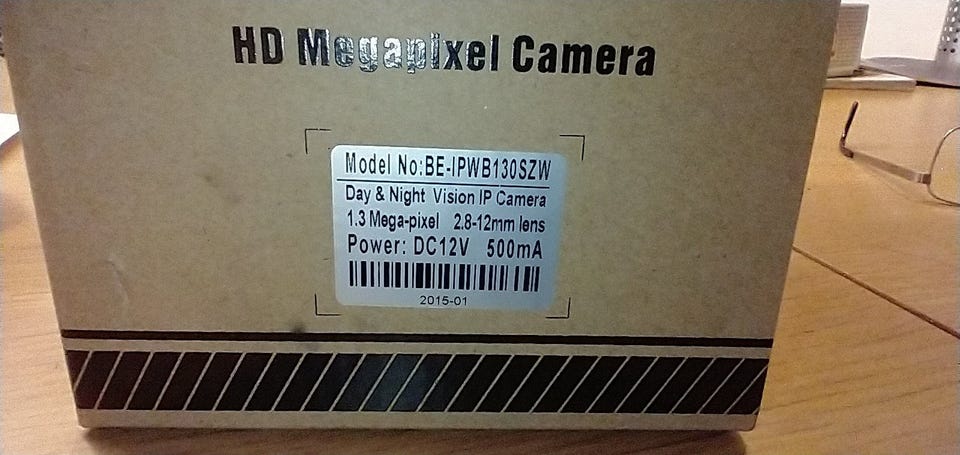 HD Megapixel Camera
Model No:BE-IPWB130SZW
Day & Night Vision IP Camera
1.3 Mega-pixel 2.8-12mm lens
Power: DC12V 500mA
2015-01